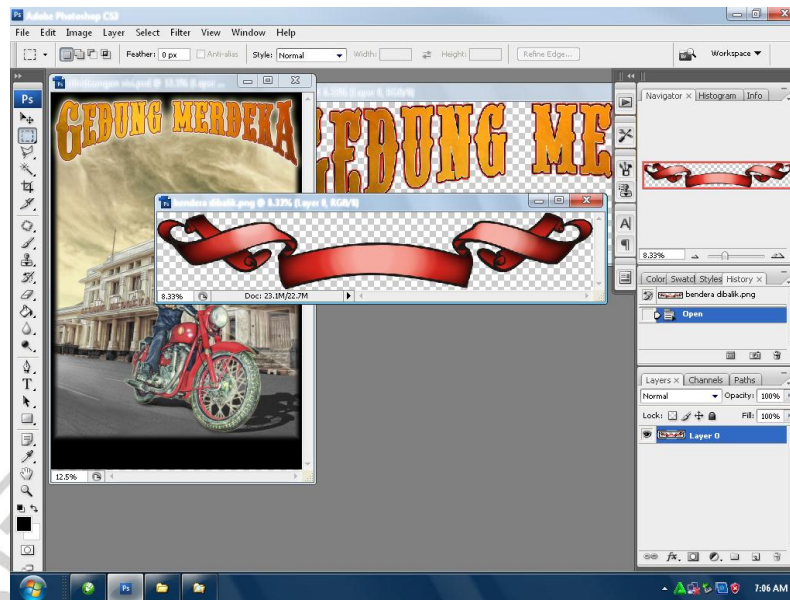 Adobe Photoshop CS3
File Edit Image Layer Select Filter View Window Help
Feather: 0 px Anti-alias Style: Normal Width: Height: Refine Edge... Workspace
Navigator × Histogram Info
8.33%
GEDUNG MERDEKA
GEDUNG ME
bendera dibalik.png @ 8.33% (Layer 0, RGB/8)
8.33% Doc: 23.1M/22.7M
12.5%
Color Swatcl Styles History ×
bendera dibalik.png
Open
Layers × Channels Paths
Normal Opacity: 100%
Lock: Fill: 100%
Layer 0
Ps
7:06 AM